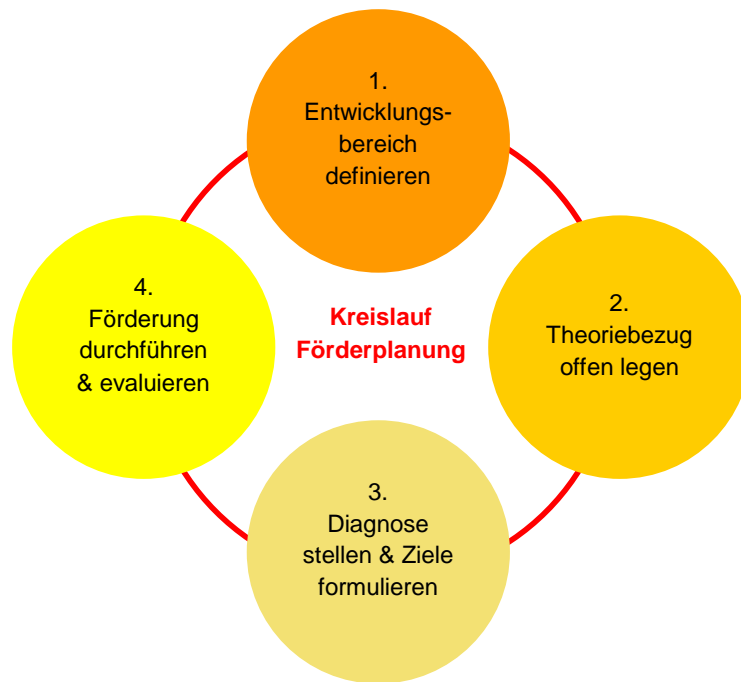 1.
Entwicklungs-
bereich
definieren
2.
Theoriebezug
offen legen
3.
Diagnose
stellen & Ziele
formulieren
4.
Förderung
durchführen
& evaluieren
Kreislauf
Förderplanung